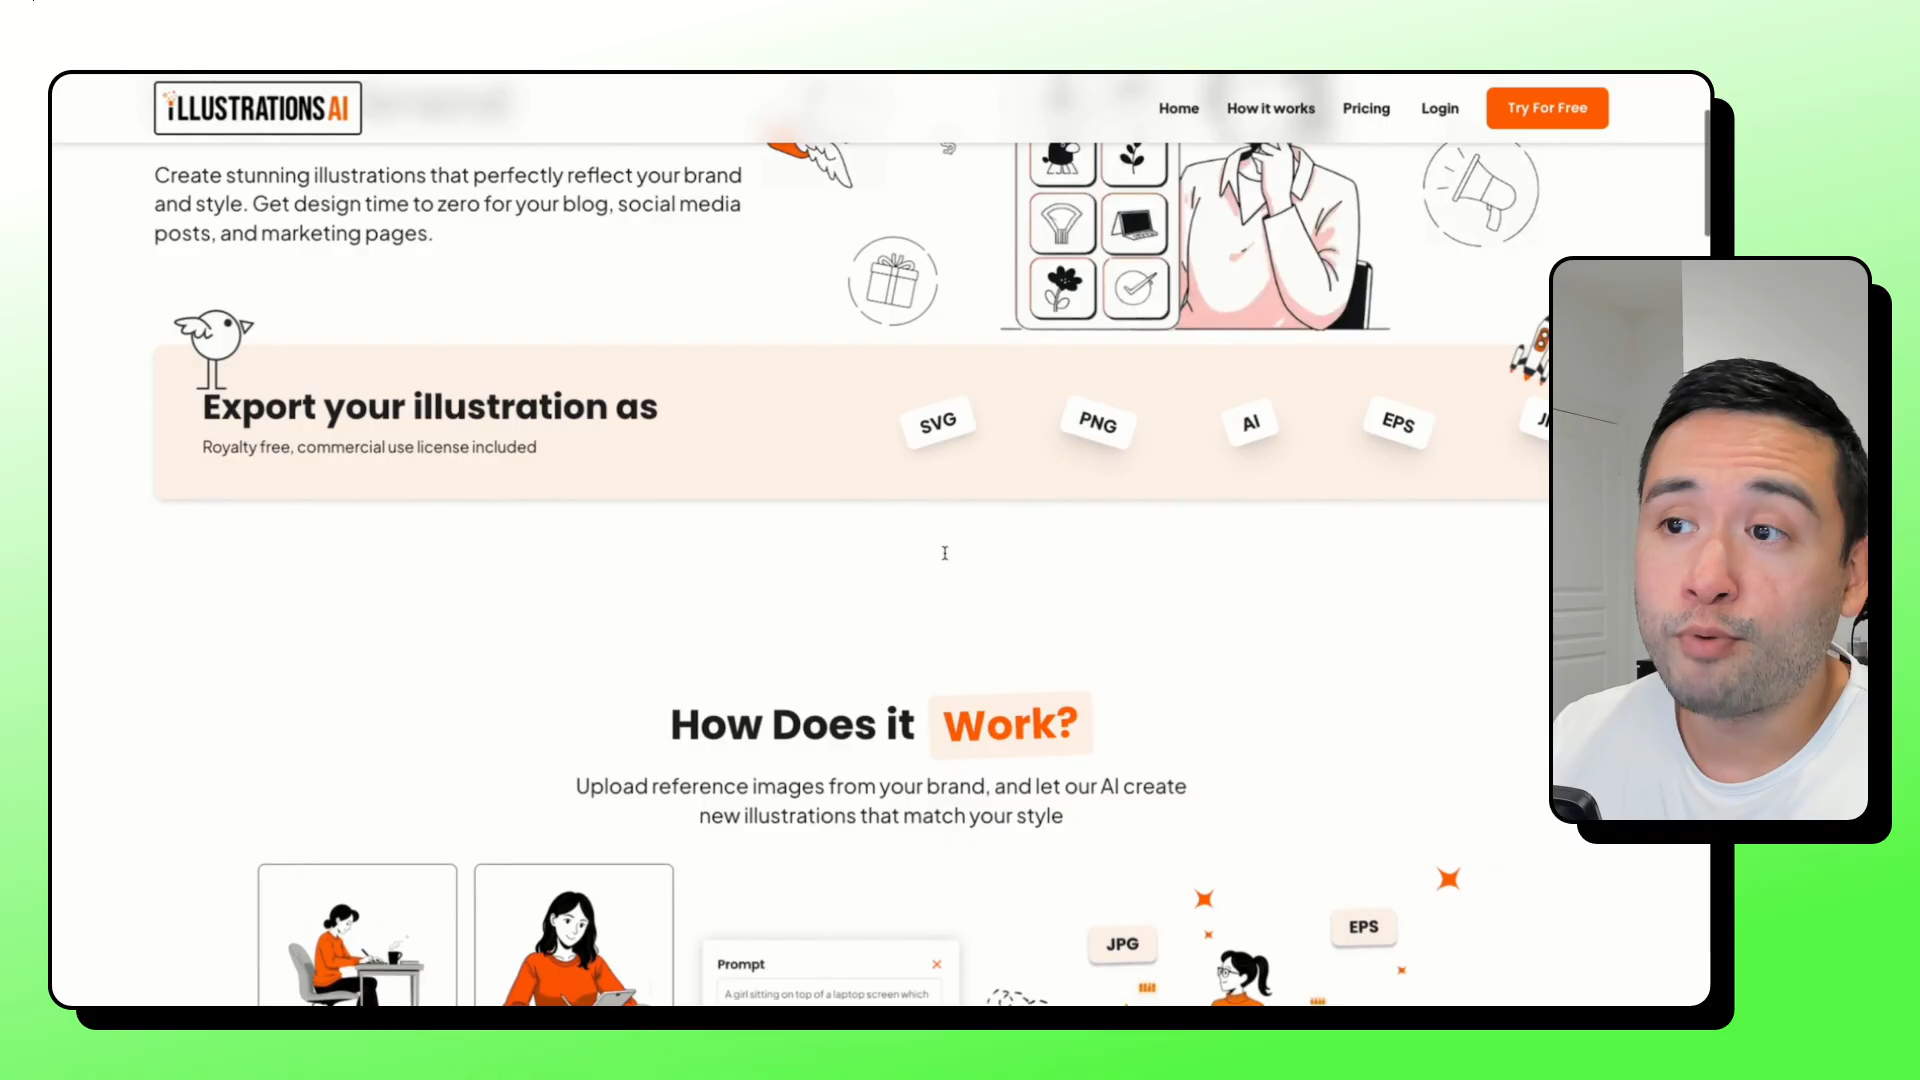 iLLUSTRATIONS AI
Home
How it works
Pricing
Login
Try For Free
Create stunning illustrations that perfectly reflect your brand
and style. Get design time to zero for your blog, social media
posts, and marketing pages.
Export your illustration as
Royalty free, commercial use license included
SVG
PNG
AI
EPS
How Does it Work?
Upload reference images from your brand, and let our AI create
new illustrations that match your style
JPG
EPS
Prompt
A girl sitting on top of a laptop screen which